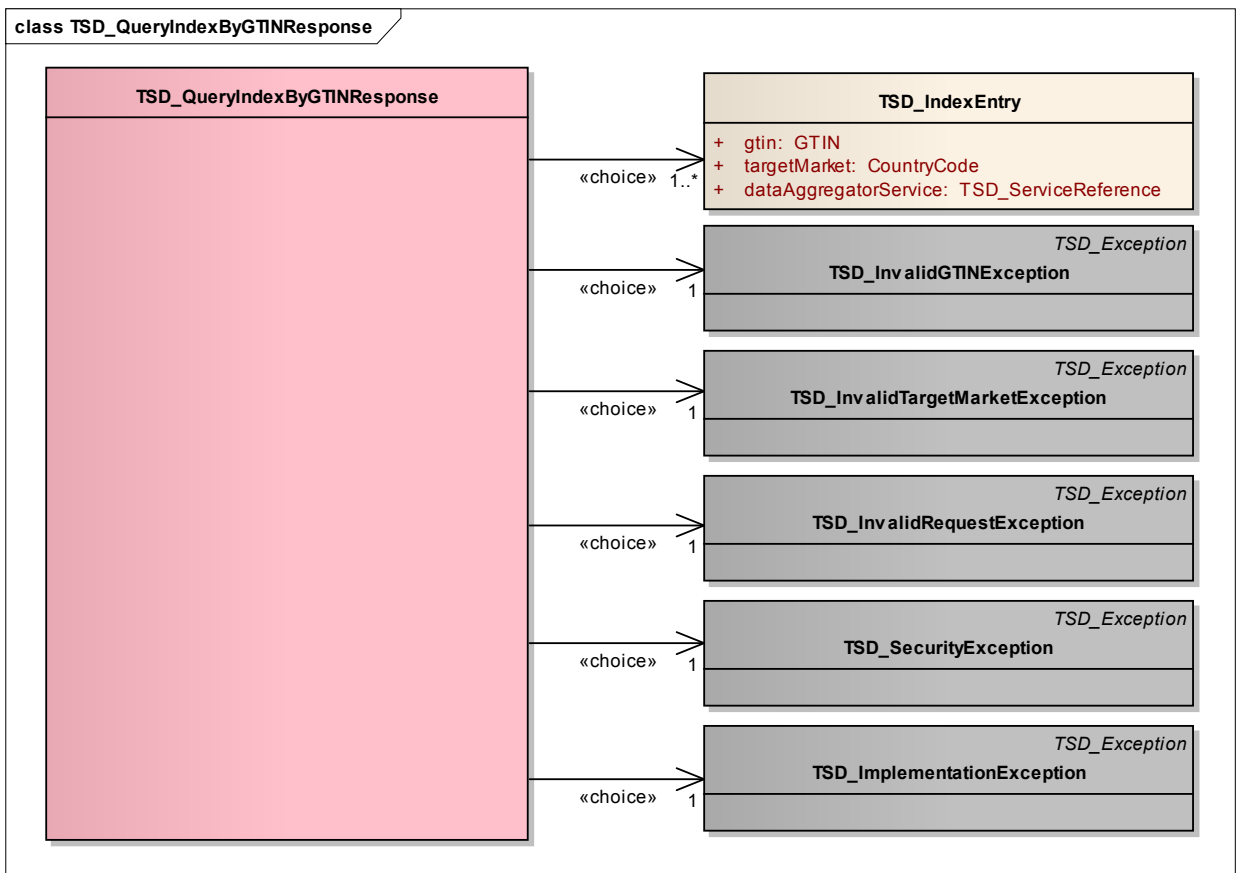 class TSD_QueryIndexByGTINResponse
TSD_QueryIndexByGTINResponse
TSD_IndexEntry
+ gtin: GTIN
+ targetMarket: CountryCode
+ dataAggregatorService: TSD_ServiceReference
«choice» 1..*
TSD_Exception
TSD_InvalidGTINException
«choice» 1
TSD_Exception
TSD_InvalidTargetMarketException
«choice» 1
TSD_Exception
TSD_InvalidRequestException
«choice» 1
TSD_Exception
TSD_SecurityException
«choice» 1
TSD_Exception
TSD_ImplementationException
«choice» 1